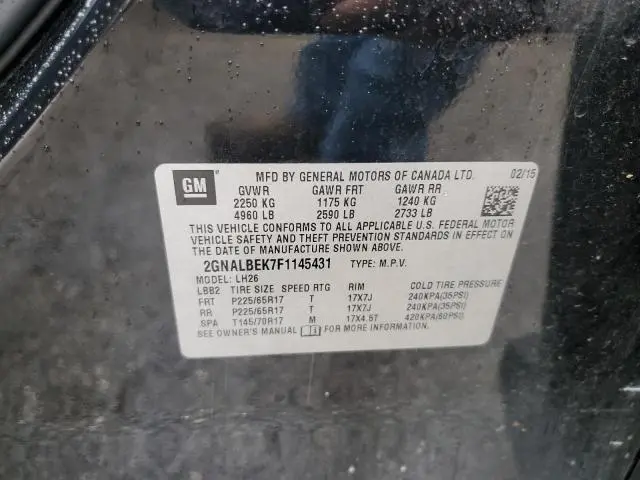 GM
MFD BY GENERAL MOTORS OF CANADA LTD. 02/15
GVWR GAWR FRT GAWR RR
2250 KG 1175 KG 1240 KG
4960 LB 2590 LB 2733 LB
THIS VEHICLE CONFORMS TO ALL APPLICABLE U.S. FEDERAL MOTOR
VEHICLE SAFETY AND THEFT PREVENTION STANDARDS IN EFFECT ON
THE DATE OF MANUFACTURE SHOWN ABOVE.
2GNALBEK7F1145431 TYPE: M.P.V.
MODEL: LH26
LBB2 TIRE SIZE SPEED RTG RIM COLD TIRE PRESSURE
FRT P225/65R17 T 17X7J 240KPA(35PSI)
RR P225/65R17 T 17X7J 240KPA(35PSI)
SPA T145/70R17 M 17X4.5T 420KPA(60PSI)
SEE OWNER'S MANUAL FOR MORE INFORMATION.